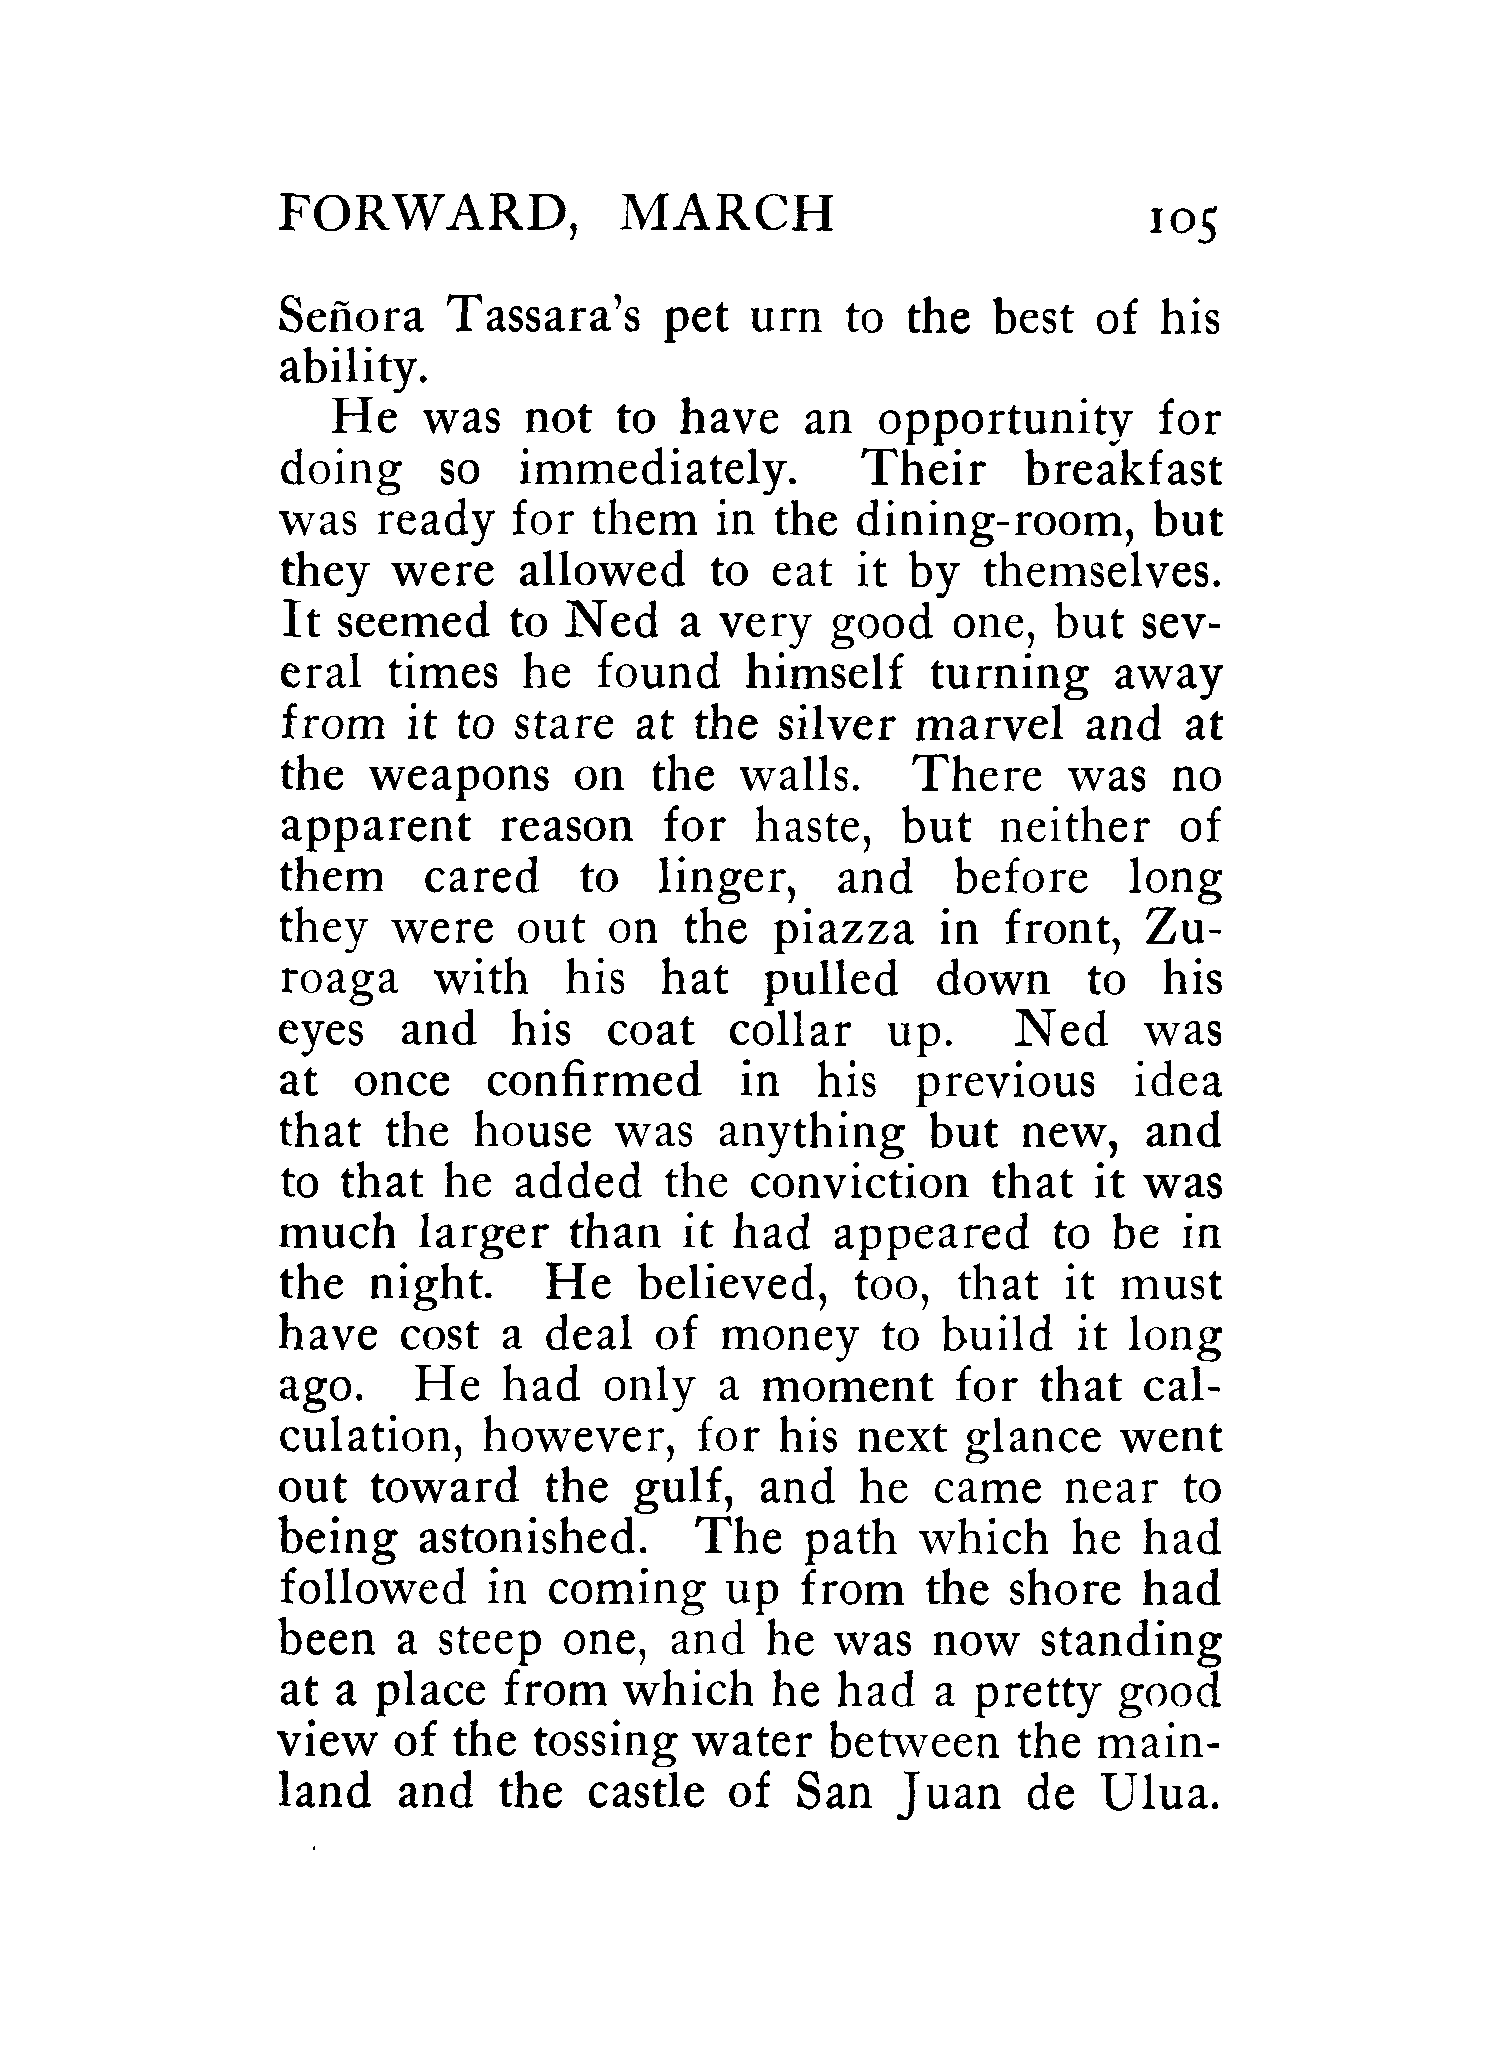 FORWARD, MARCH 105
Señora Tassara's pet urn to the best of his
ability.
He was not to have an opportunity for
doing so immediately. Their breakfast
was ready for them in the dining-room, but
they were allowed to eat it by themselves.
It seemed to Ned a very good one, but sev-
eral times he found himself turning away
from it to stare at the silver marvel and at
the weapons on the walls. There was no
apparent reason for haste, but neither of
them cared to linger, and before long
they were out on the piazza in front, Zu-
roaga with his hat pulled down to his
eyes and his coat collar up. Ned was
at once confirmed in his previous idea
that the house was anything but new, and
to that he added the conviction that it was
much larger than it had appeared to be in
the night. He believed, too, that it must
have cost a deal of money to build it long
ago. He had only a moment for that cal-
culation, however, for his next glance went
out toward the gulf, and he came near to
being astonished. The path which he had
followed in coming up from the shore had
been a steep one, and he was now standing
at a place from which he had a pretty good
view of the tossing water between the main-
land and the castle of San Juan de Ulua.